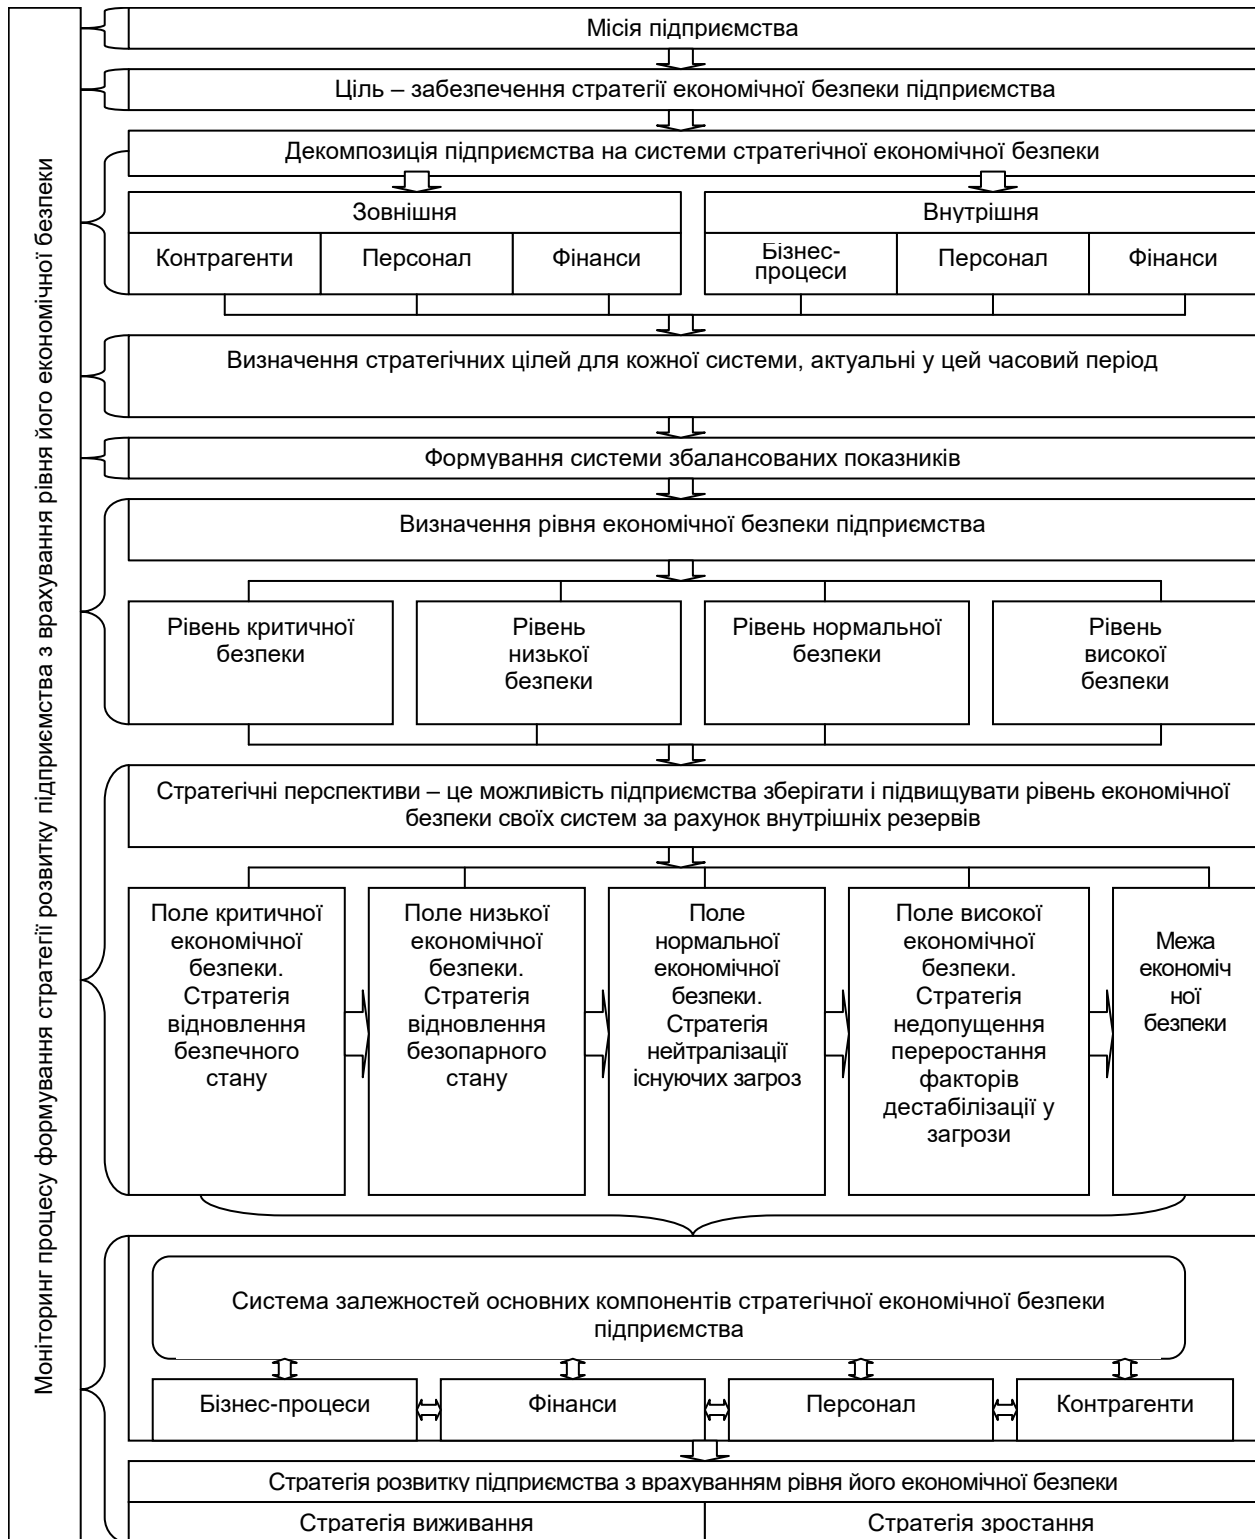 Моніторинг процесу формування стратегії розвитку підприємства з врахування рівня його економічної безпеки
Місія підприємства
Ціль – забезпечення стратегії економічної безпеки підприємства
Декомпозиція підприємства на системи стратегічної економічної безпеки
Зовнішня
Внутрішня
Контрагенти
Персонал
Фінанси
Бізнес-
процеси
Персонал
Фінанси
Визначення стратегічних цілей для кожної системи, актуальні у цей часовий період
Формування системи збалансованих показників
Визначення рівня економічної безпеки підприємства
Рівень критичної
безпеки
Рівень
низької
безпеки
Рівень нормальної
безпеки
Рівень
високої
безпеки
Стратегічні перспективи – це можливість підприємства зберігати і підвищувати рівень економічної
безпеки своїх систем за рахунок внутрішніх резервів
Поле критичної
економічної
безпеки.
Стратегія
відновлення
безпечного
стану
Поле низької
економічної
безпеки.
Стратегія
відновлення
безопарного
стану
Поле
нормальної
економічної
безпеки.
Стратегія
нейтралізації
існуючих загроз
Поле високої
економічної
безпеки.
Стратегія
недопущення
переростання
факторів
дестабілізації у
загрози
Межа
економіч
ної
безпеки
Система залежностей основних компонентів стратегічної економічної безпеки
підприємства
Бізнес-процеси
Фінанси
Персонал
Контрагенти
Стратегія розвитку підприємства з врахуванням рівня його економічної безпеки
Стратегія виживання
Стратегія зростання